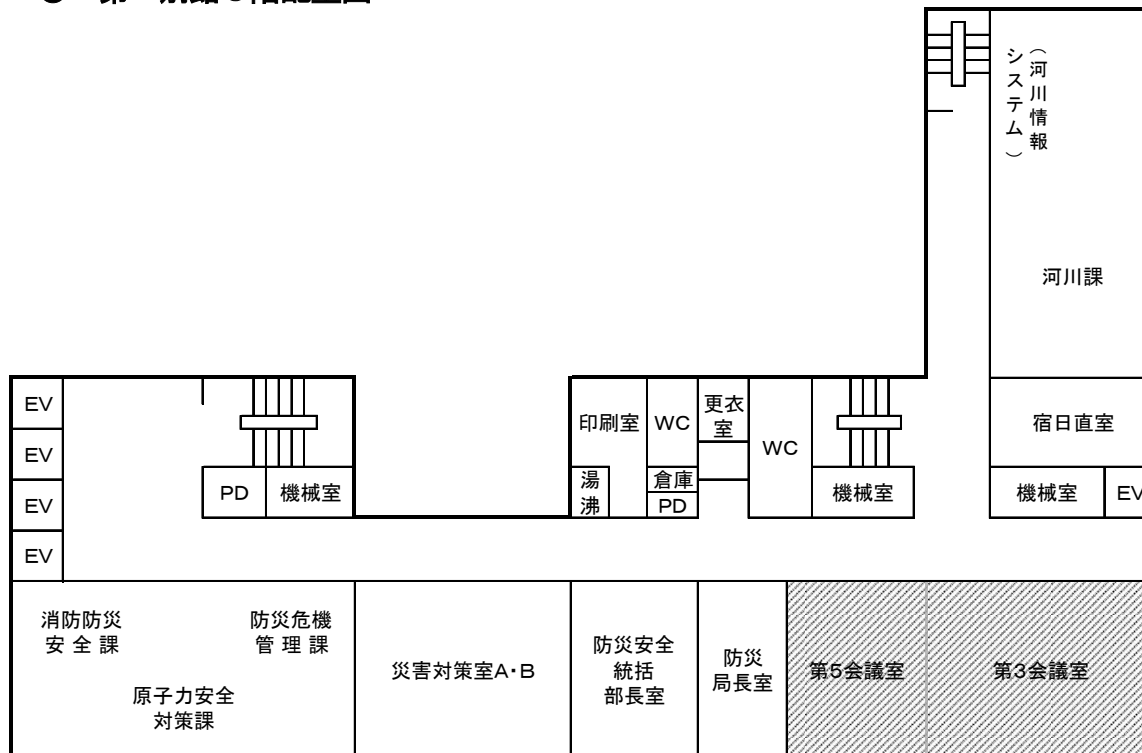 （河川情報
システム）
河川課
EV
EV
EV
EV
PD
機械室
印刷室
WC
更衣
室
WC
湯
沸
倉庫
PD
機械室
宿日直室
機械室
EV
消防防災
安 全 課
防災危機
管 理 課
原子力安全
対策課
災害対策室A・B
防災安全
統括
部長室
防災
局長室
第5会議室
第3会議室